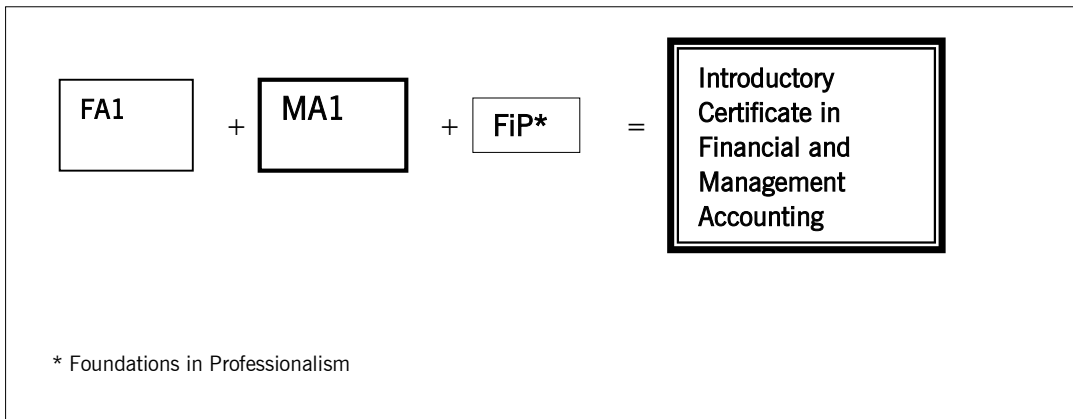 FA1 + MA1 + FiP* = Introductory
Certificate in
Financial and
Management
Accounting
* Foundations in Professionalism